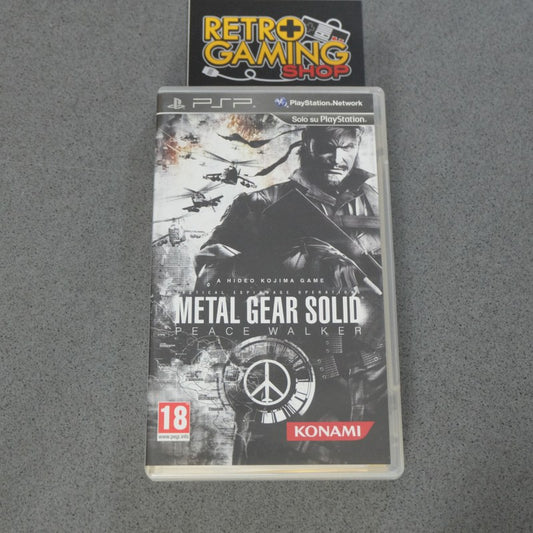 RETRO
GAMING
SHOP
PSP PlayStation Network
Solo su PlayStation
A HIDEO KOJIMA GAME
TACTICAL ESPIONAGE OPERATIONS
METAL GEAR SOLID
PEACE WALKER
18
www.pegi.info
KONAMI